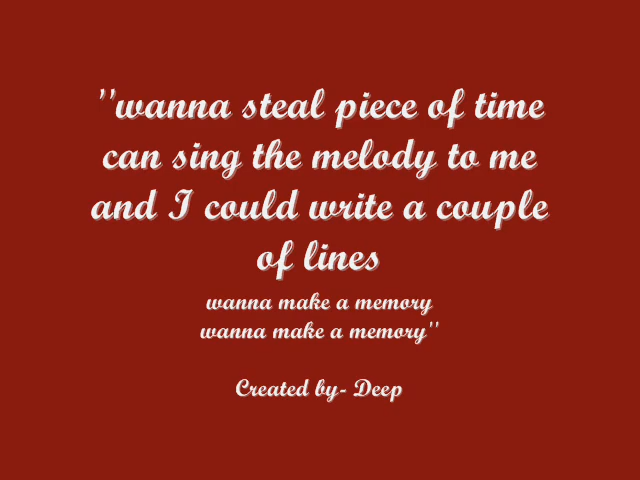 "wanna steal piece of time
can sing the melody to me
and I could write a couple
of lines
wanna make a memory
wanna make a memory"
Created by- Deep